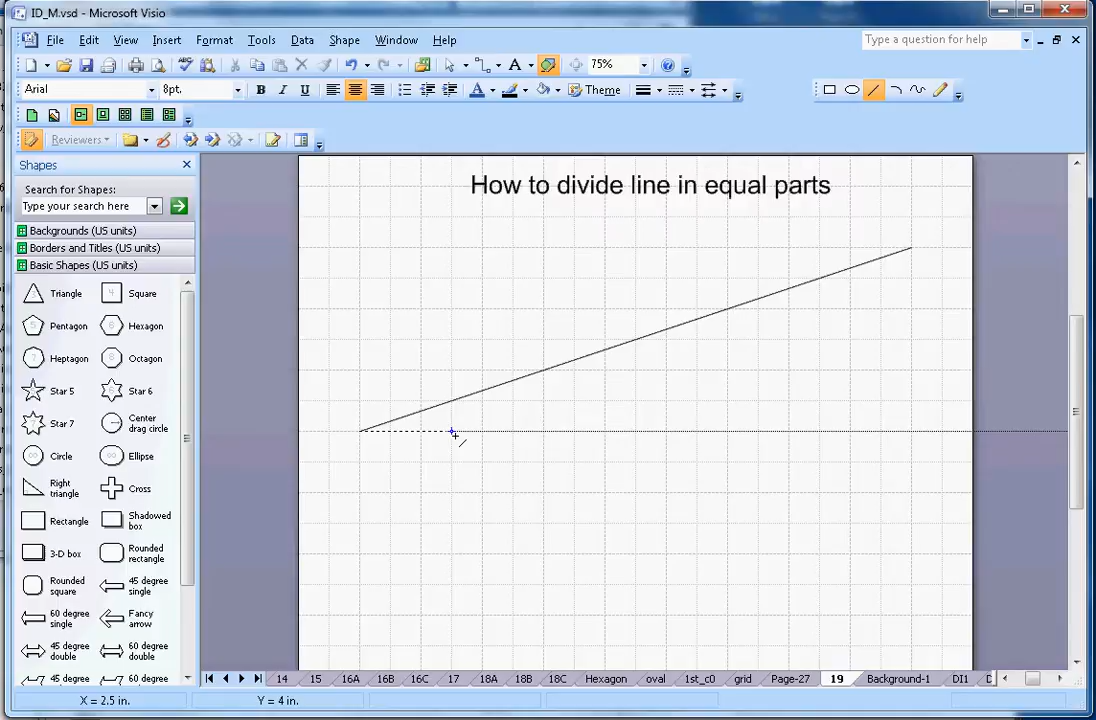 ID_M.vsd - Microsoft Visio
File Edit View Insert Format Tools Data Shape Window Help Type a question for help
75%
Arial 8pt. B I U A Theme
Reviewers
Shapes
Search for Shapes:
Type your search here
Backgrounds (US units)
Borders and Titles (US units)
Basic Shapes (US units)
Triangle Square
Pentagon Hexagon
Heptagon Octagon
Star 5 Star 6
Star 7 Center drag circle
Circle Ellipse
Right triangle Cross
Rectangle Shadowed box
3-D box Rounded rectangle
Rounded square 45 degree single
60 degree single Fancy arrow
45 degree double 60 degree double
45 degree 60 degree
How to divide line in equal parts
14 15 16A 16B 16C 17 18A 18B 18C Hexagon oval 1st_c0 grid Page-27 19 Background-1 DI1 D
X = 2.5 in. Y = 4 in.